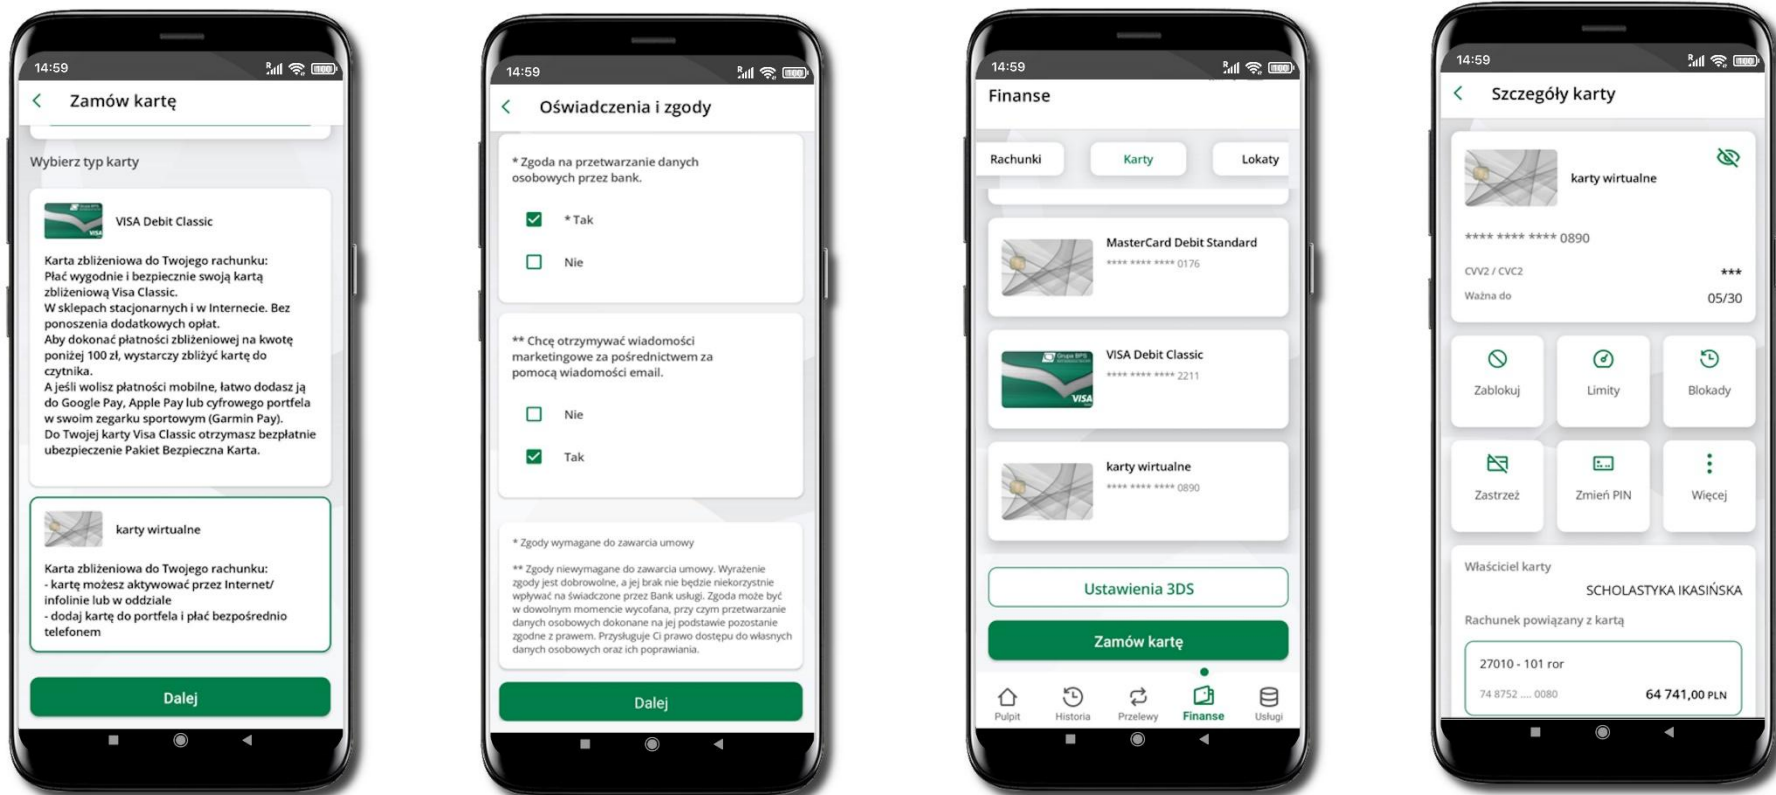 14:59
Zamów kartę
Wybierz typ karty
Grupa BPS
VISA
VISA Debit Classic
Karta zbliżeniowa do Twojego rachunku:
Płać wygodnie i bezpiecznie swoją kartą
zbliżeniową Visa Classic.
W sklepach stacjonarnych i w Internecie. Bez
ponoszenia dodatkowych opłat.
Aby dokonać płatności zbliżeniowej na kwotę
poniżej 100 zł, wystarczy zbliżyć kartę do
czytnika.
A jeśli wolisz płatności mobilne, łatwo dodasz ją
do Google Pay, Apple Pay lub cyfrowego portfela
w swoim zegarku sportowym (Garmin Pay).
Do Twojej karty Visa Classic otrzymasz bezpłatnie
ubezpieczenie Pakiet Bezpieczna Karta.
karty wirtualne
Karta zbliżeniowa do Twojego rachunku:
- kartę możesz aktywować przez Internet/
infolinie lub w oddziale
- dodaj kartę do portfela i płać bezpośrednio
telefonem
Dalej
14:59
Oświadczenia i zgody
* Zgoda na przetwarzanie danych
osobowych przez bank.
* Tak
Nie
** Chcę otrzymywać wiadomości
marketingowe za pośrednictwem za
pomocą wiadomości email.
Nie
Tak
* Zgody wymagane do zawarcia umowy
** Zgody niewymagane do zawarcia umowy. Wyrażenie
zgody jest dobrowolne, a jej brak nie będzie niekorzystnie
wpływać na świadczone przez Bank usługi. Zgoda może być
w dowolnym momencie wycofana, przy czym przetwarzanie
danych osobowych dokonane na jej podstawie pozostanie
zgodne z prawem. Przysługuje Ci prawo dostępu do własnych
danych osobowych oraz ich poprawiania.
Dalej
14:59
Finanse
Rachunki Karty Lokaty
MasterCard Debit Standard
**** **** **** 0176
Grupa BPS
VISA
VISA Debit Classic
**** **** **** 2211
karty wirtualne
**** **** **** 0890
Ustawienia 3DS
Zamów kartę
Pulpit Historia Przelewy Finanse Usługi
14:59
Szczegóły karty
karty wirtualne
**** **** **** 0890
CVV2 / CVC2 ***
Ważna do 05/30
Zablokuj Limity Blokady
Zastrzeż Zmień PIN Więcej
Właściciel karty
SCHOLASTYKA IKASIŃSKA
Rachunek powiązany z kartą
27010 - 101 ror
74 8752 .... 0080 64 741,00 PLN